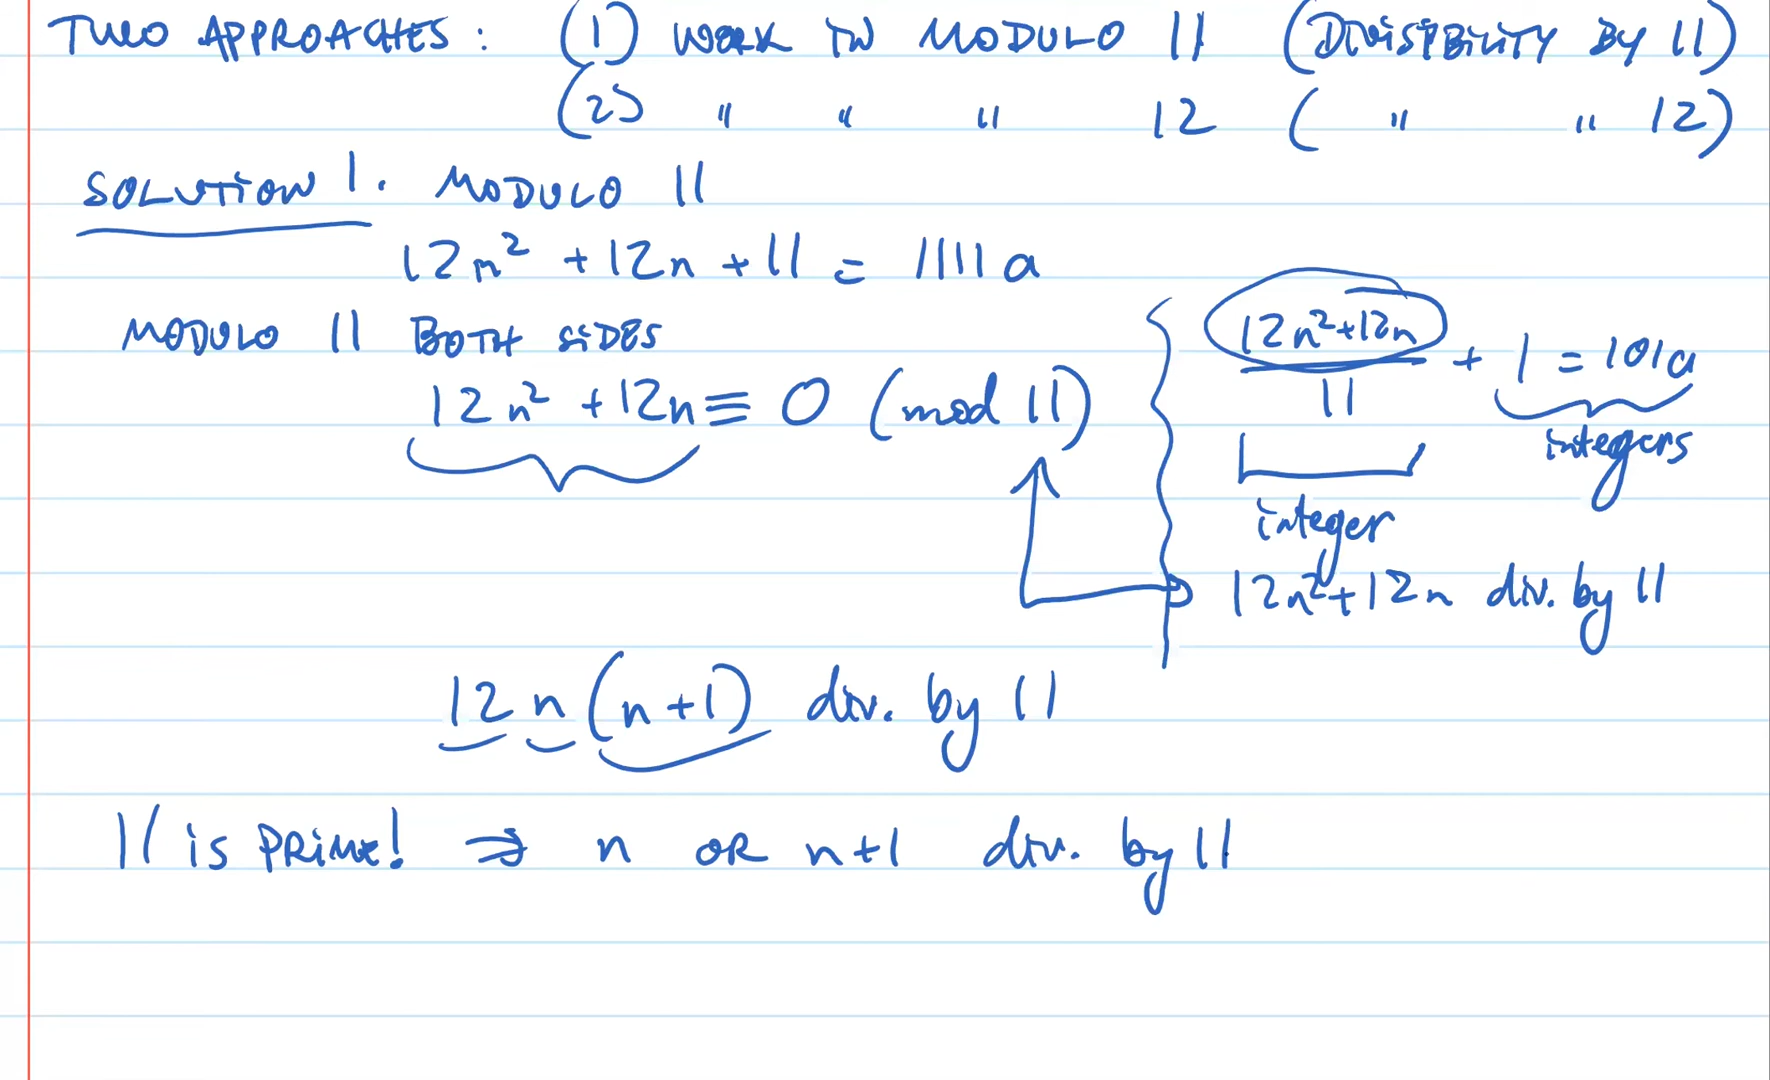 TWO APPROACHES : (1) WORK IN MODULO 11 (DIVISIBILITY BY 11)
(2) " " " 12 ( " " 12)
SOLUTION 1. MODULO 11
12n² + 12n + 11 = 1111a
MODULO 11 BOTH SIDES
12n² + 12n ≡ 0 (mod 11)
(12n² + 12n)/11 + 1 = 101a
integers
integer
12n² + 12n div. by 11
12n(n+1) div. by 11
11 is PRIME! ⇒ n OR n+1 div. by 11